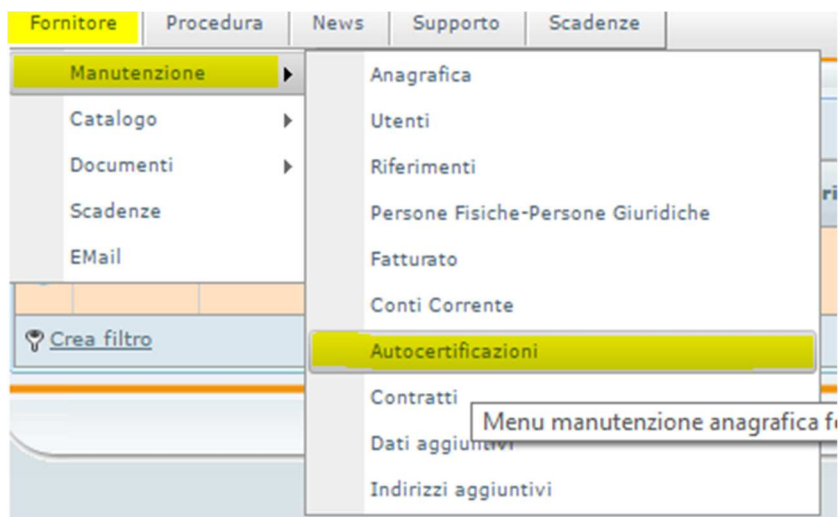 Fornitore Procedura News Supporto Scadenze
Manutenzione
Catalogo
Documenti
Scadenze
EMail
Crea filtro
Anagrafica
Utenti
Riferimenti
Persone Fisiche-Persone Giuridiche
Fatturato
Conti Corrente
Autocertificazioni
Contratti
Menu manutenzione anagrafica
Dati aggiuntivi
Indirizzi aggiuntivi